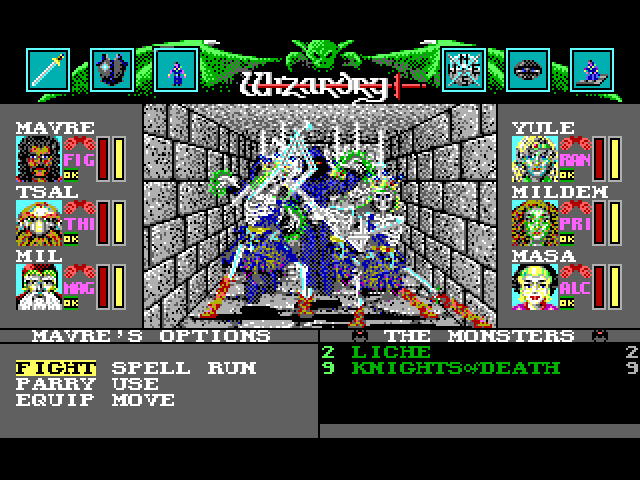 Wizardry
MAVRE
FIG
OK
TSAL
THI
OK
MIL
MAG
OK
YULE
RAN
OK
MILDEW
PRI
OK
MASA
ALC
OK
MAVRE'S OPTIONS
FIGHT SPELL RUN
PARRY USE
EQUIP MOVE
THE MONSTERS
2 LICHE 2
9 KNIGHTS OF DEATH 9